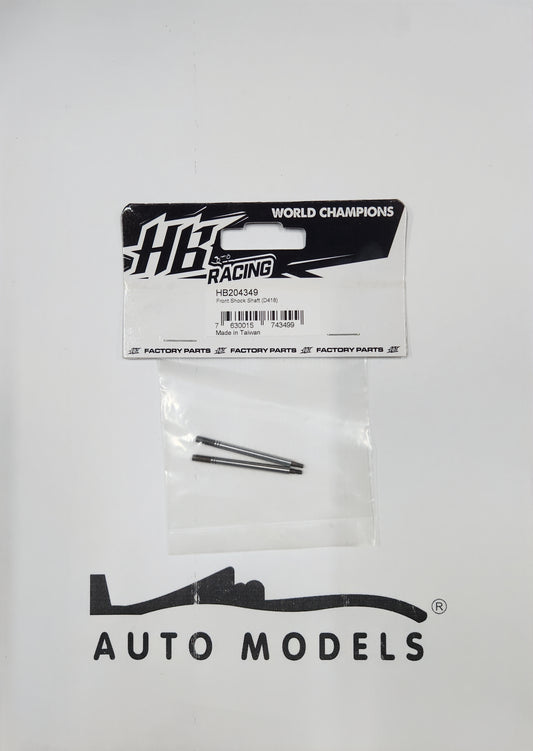 WORLD CHAMPIONS
HB
RACING
HB204349
Front Shock Shaft (D418)
7 630015 743499
Made in Taiwan
FACTORY PARTS FACTORY PARTS FACTORY PARTS
®
AUTO MODELS